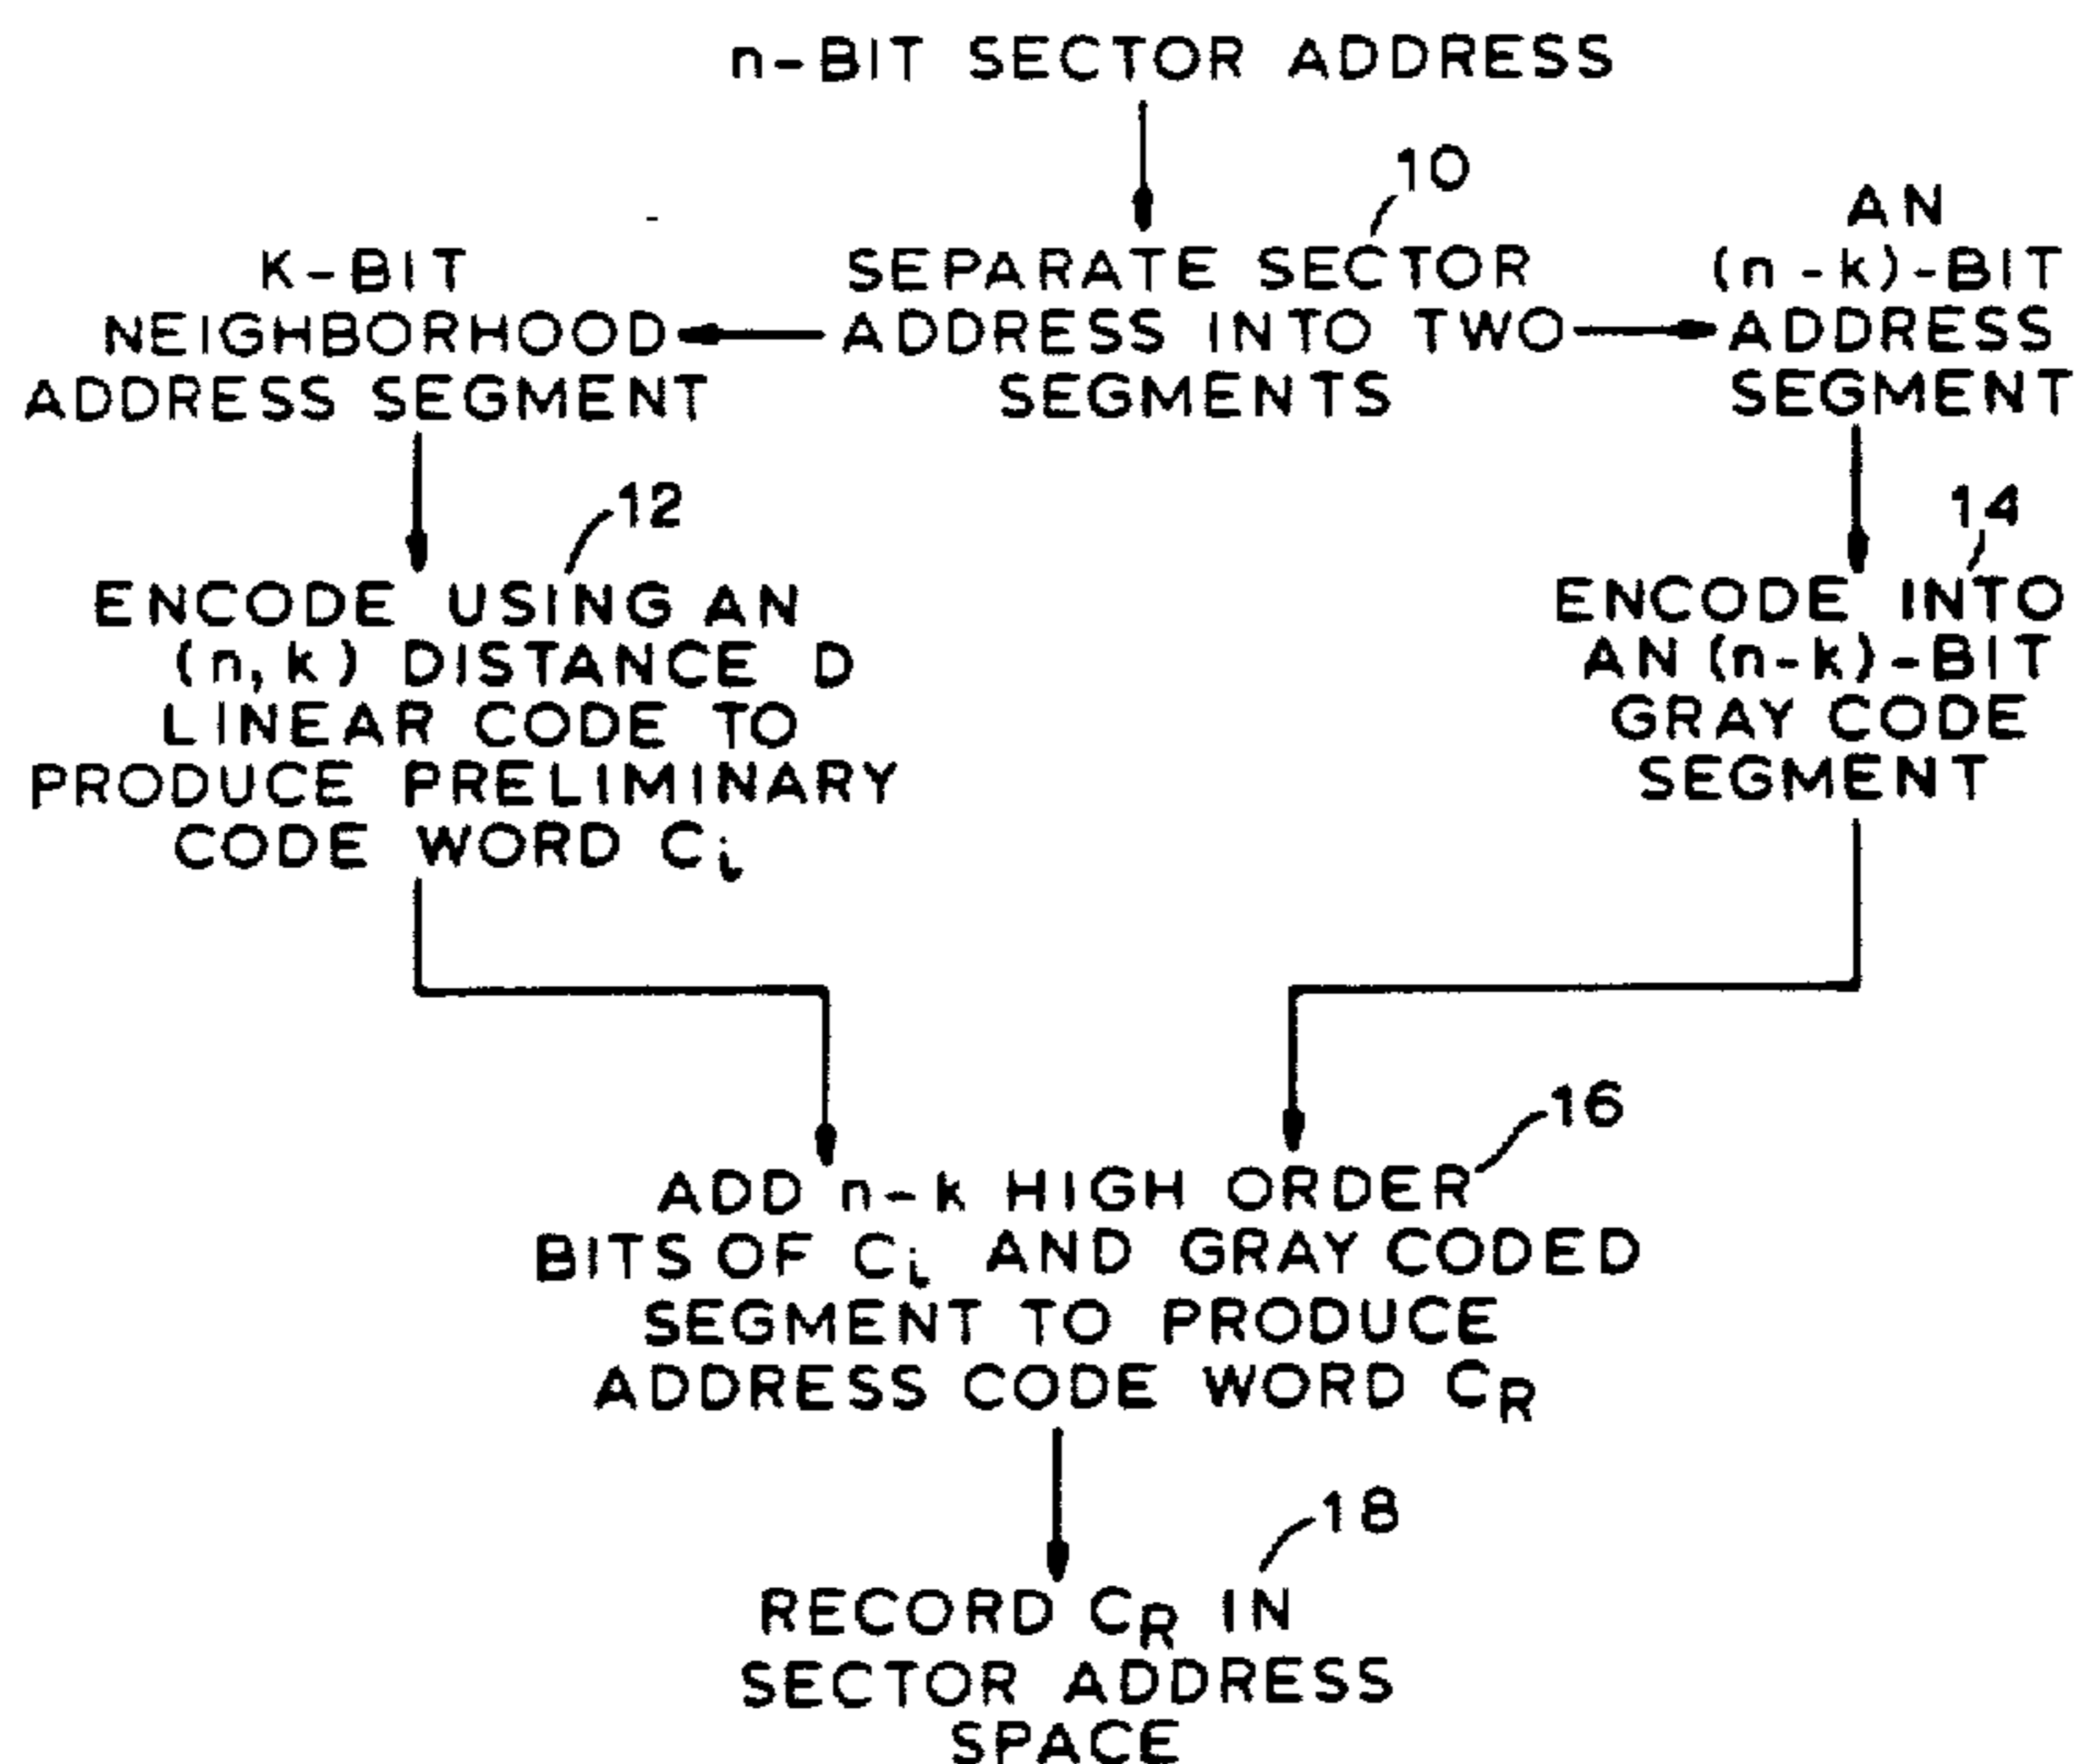 n-BIT SECTOR ADDRESS
10
SEPARATE SECTOR
ADDRESS INTO TWO
SEGMENTS
K-BIT
NEIGHBORHOOD
ADDRESS SEGMENT
AN
(n-k)-BIT
ADDRESS
SEGMENT
12
ENCODE USING AN
(n,k) DISTANCE D
LINEAR CODE TO
PRODUCE PRELIMINARY
CODE WORD Ci
14
ENCODE INTO
AN (n-k)-BIT
GRAY CODE
SEGMENT
16
ADD n-k HIGH ORDER
BITS OF Ci AND GRAY CODED
SEGMENT TO PRODUCE
ADDRESS CODE WORD CR
18
RECORD CR IN
SECTOR ADDRESS
SPACE